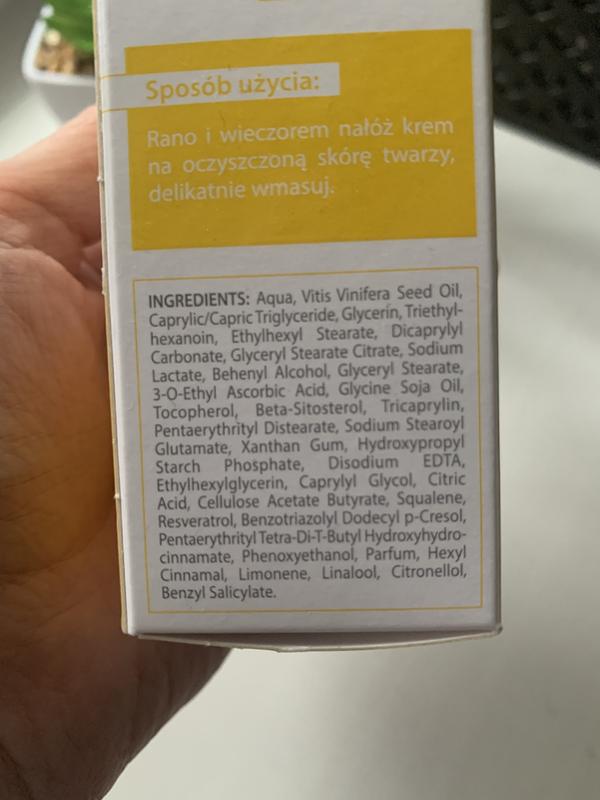 Sposób użycia:
Rano i wieczorem nałóż krem
na oczyszczoną skórę twarzy,
delikatnie wmasuj.
INGREDIENTS: Aqua, Vitis Vinifera Seed Oil,
Caprylic/Capric Triglyceride, Glycerin, Triethyl-
hexanoin, Ethylhexyl Stearate, Dicaprylyl
Carbonate, Glyceryl Stearate Citrate, Sodium
Lactate, Behenyl Alcohol, Glyceryl Stearate,
3-O-Ethyl Ascorbic Acid, Glycine Soja Oil,
Tocopherol, Beta-Sitosterol, Tricaprylin,
Pentaerythrityl Distearate, Sodium Stearoyl
Glutamate, Xanthan Gum, Hydroxypropyl
Starch Phosphate, Disodium EDTA,
Ethylhexylglycerin, Caprylyl Glycol, Citric
Acid, Cellulose Acetate Butyrate, Squalene,
Resveratrol, Benzotriazolyl Dodecyl p-Cresol,
Pentaerythrityl Tetra-Di-T-Butyl Hydroxyhydro-
cinnamate, Phenoxyethanol, Parfum, Hexyl
Cinnamal, Limonene, Linalool, Citronellol,
Benzyl Salicylate.